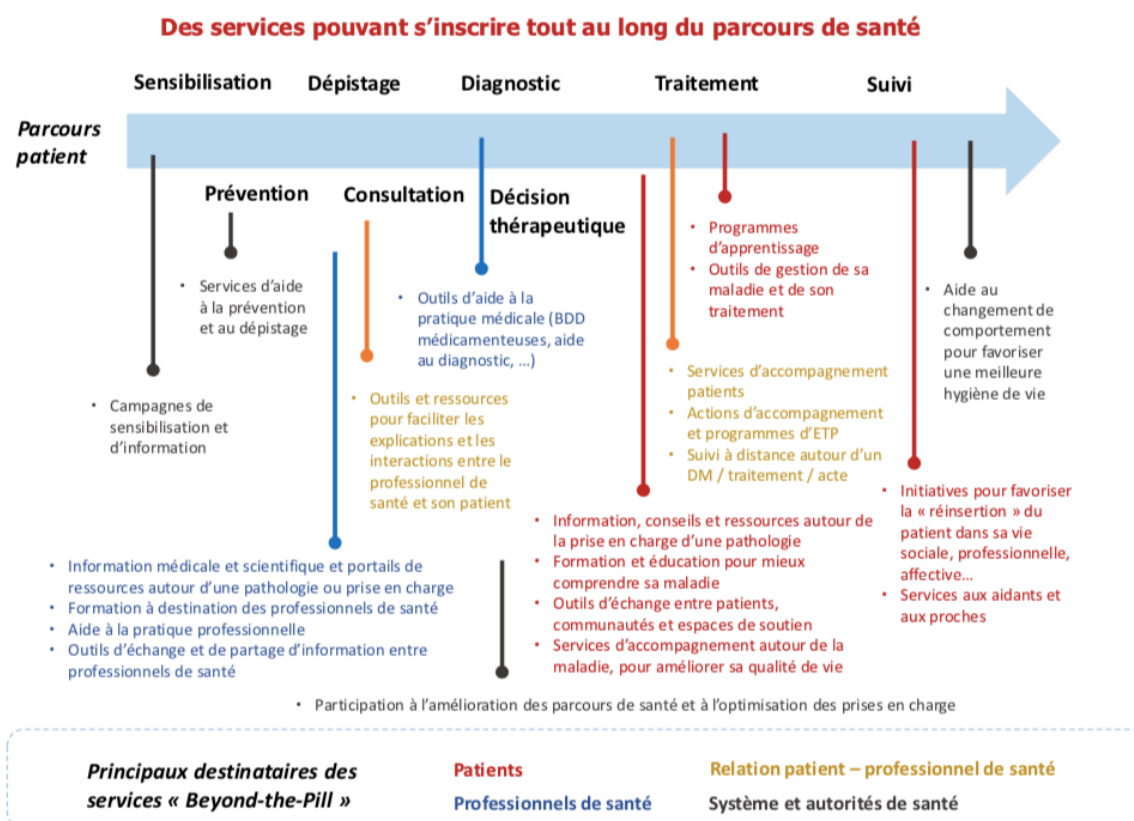 Des services pouvant s’inscrire tout au long du parcours de santé
Sensibilisation
Dépistage
Diagnostic
Traitement
Suivi
Parcours
patient
Prévention
Consultation
Décision
thérapeutique
• Services d’aide
à la prévention
et au dépistage
• Campagnes de
sensibilisation et
d’information
• Outils d’aide à la
pratique médicale (BDD
médicamenteuses, aide
au diagnostic, …)
• Outils et ressources
pour faciliter les
explications et les
interactions entre le
professionnel de
santé et son patient
• Programmes
d’apprentissage
• Outils de gestion de sa
maladie et de son
traitement
• Services d’accompagnement
patients
• Actions d’accompagnement
et programmes d’ETP
• Suivi à distance autour d’un
DM / traitement / acte
• Aide au
changement de
comportement
pour favoriser
une meilleure
hygiène de vie
• Information médicale et scientifique et portails de
ressources autour d’une pathologie ou prise en charge
• Formation à destination des professionnels de santé
• Aide à la pratique professionnelle
• Outils d’échange et de partage d’information entre
professionnels de santé
• Information, conseils et ressources autour de
la prise en charge d’une pathologie
• Formation et éducation pour mieux
comprendre sa maladie
• Outils d’échange entre patients,
communautés et espaces de soutien
• Services d’accompagnement autour de la
maladie, pour améliorer sa qualité de vie
• Initiatives pour favoriser
la « réinsertion » du
patient dans sa vie
sociale, professionnelle,
affective…
• Services aux aidants et
aux proches
• Participation à l’amélioration des parcours de santé et à l’optimisation des prises en charge
Principaux destinataires des
services « Beyond-the-Pill »
Patients
Professionnels de santé
Relation patient – professionnel de santé
Système et autorités de santé